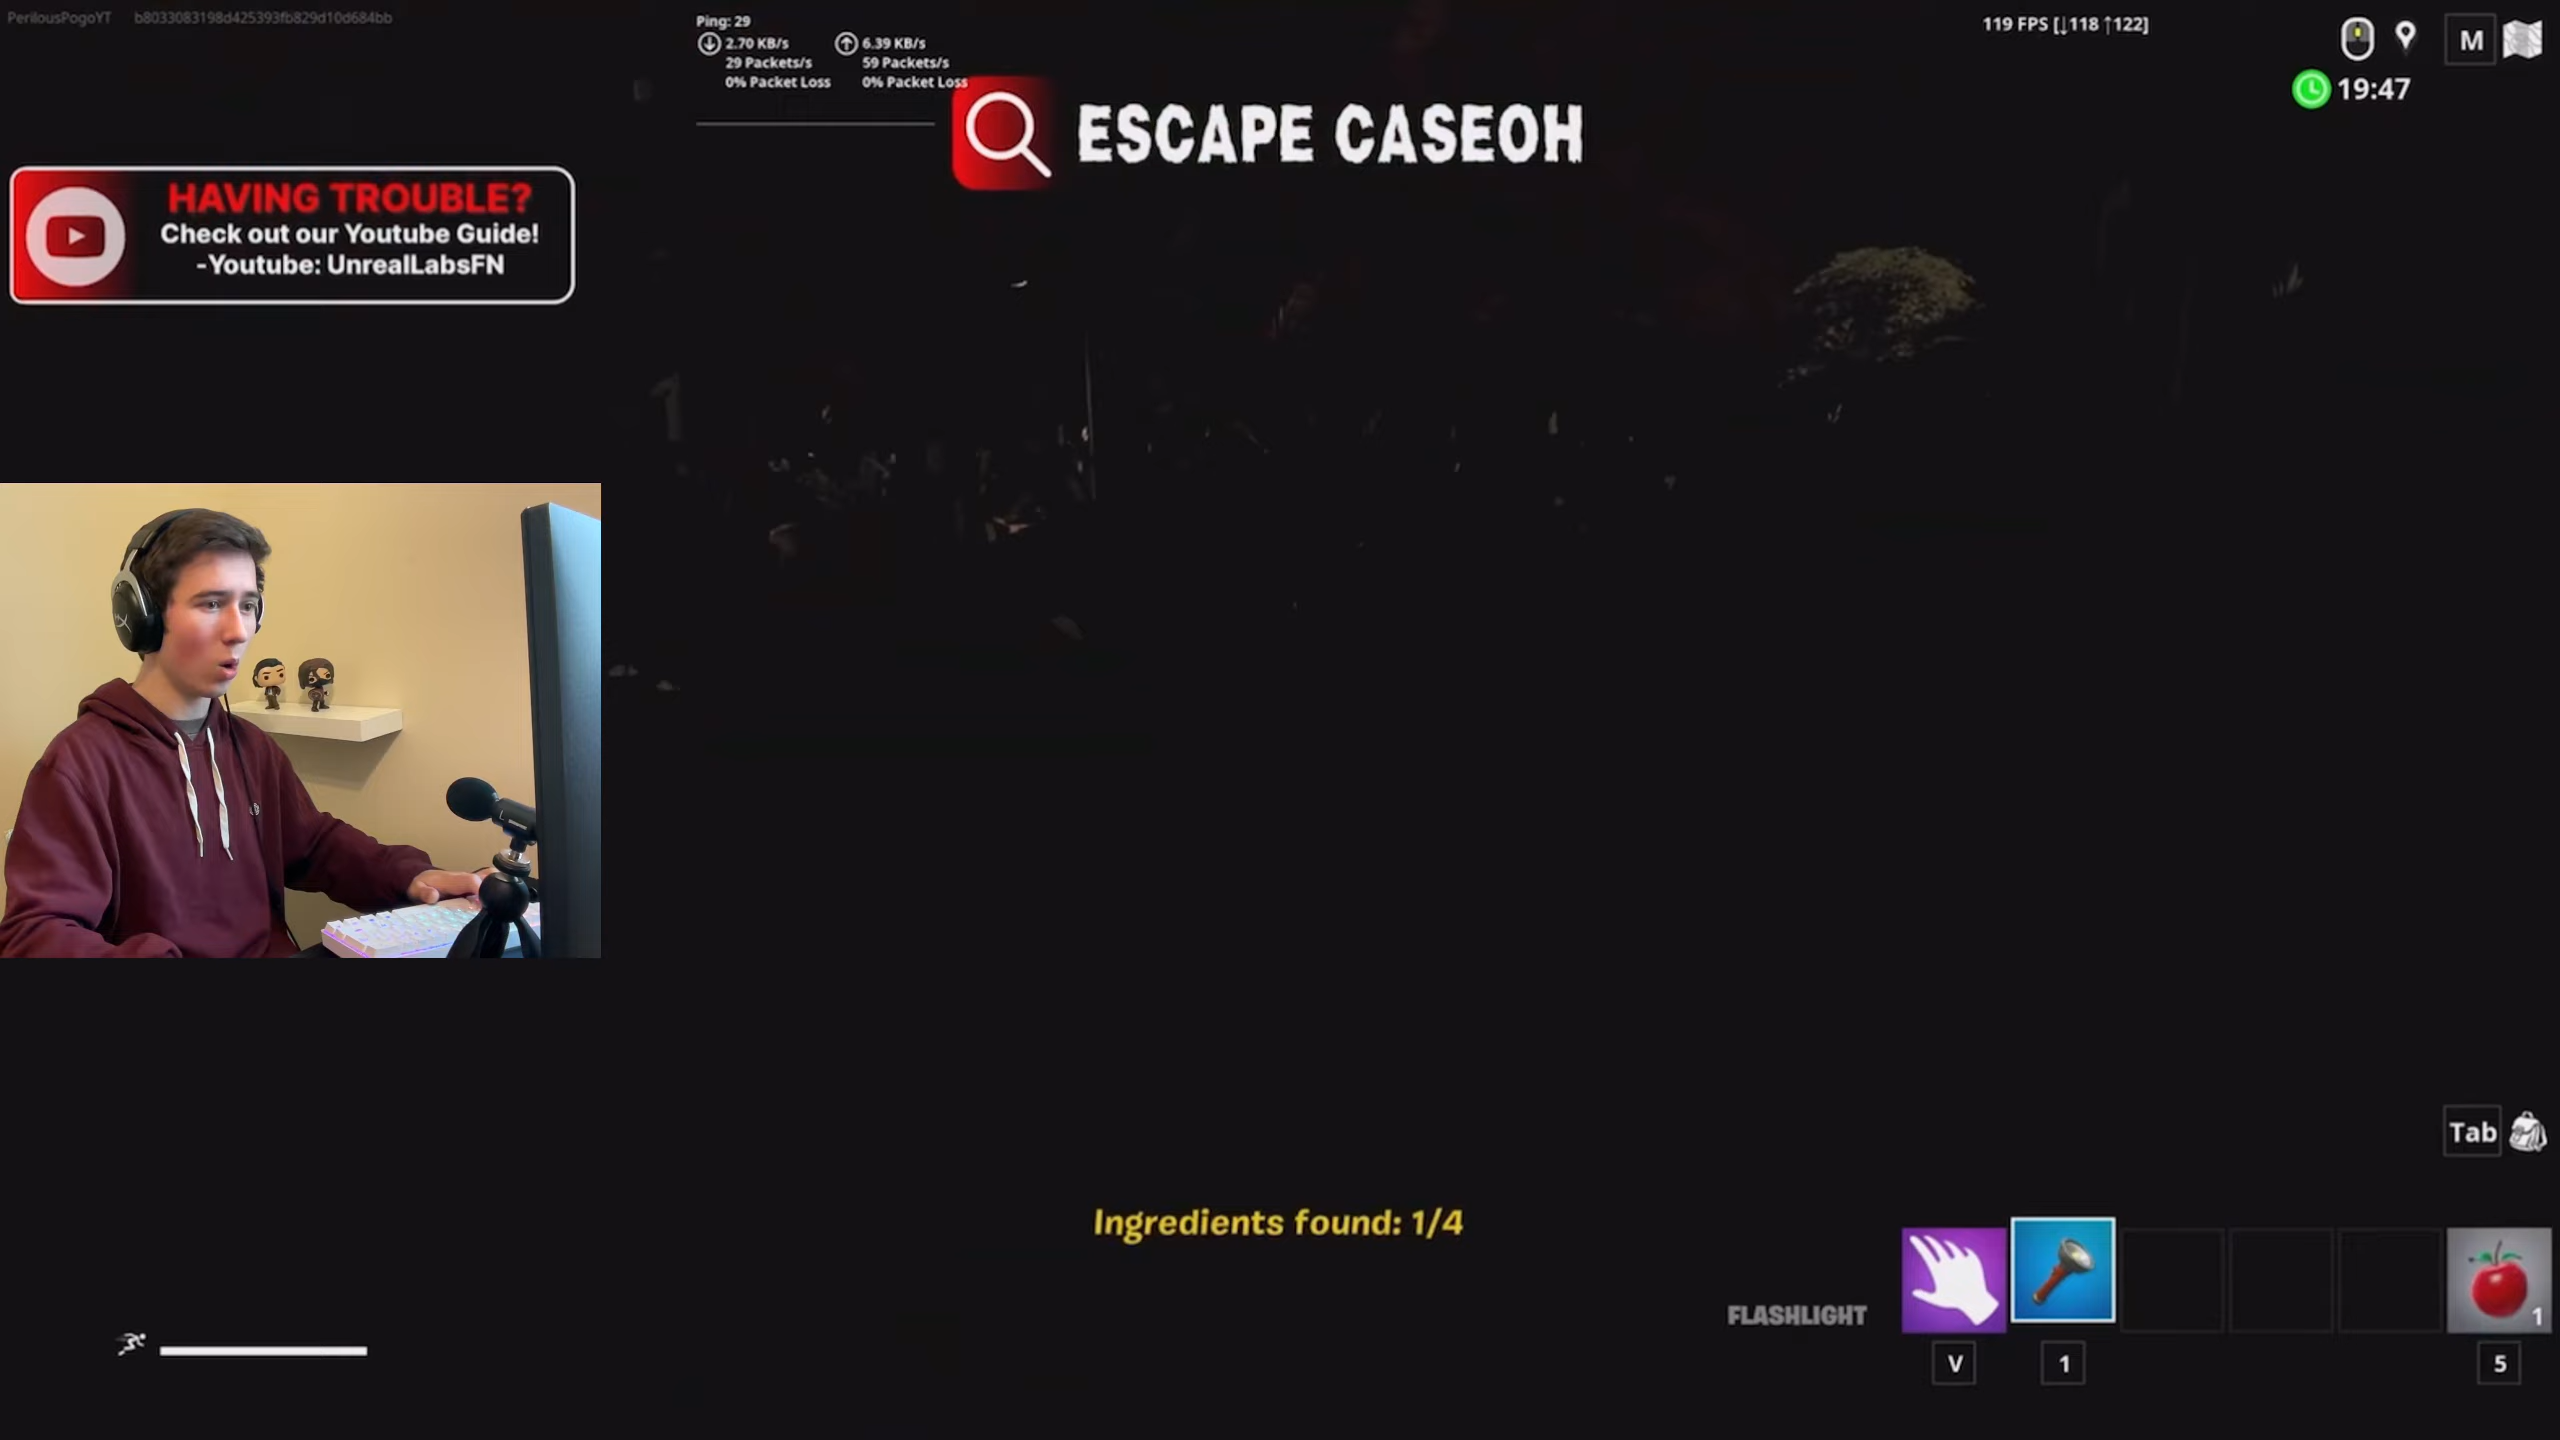 PerilousPogoYT b8033083198d425393fb829d10d684bb
Ping: 29
2.70 KB/s 6.39 KB/s
29 Packets/s 59 Packets/s
0% Packet Loss 0% Packet Loss
119 FPS [↓118 ↑122]
M
19:47
ESCAPE CASEOH
HAVING TROUBLE?
Check out our Youtube Guide!
-Youtube: UnrealLabsFN
Tab
Ingredients found: 1/4
FLASHLIGHT
1
V 1 5